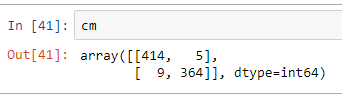 In [41]: cm
Out[41]: array([[414,   5],
       [  9, 364]], dtype=int64)